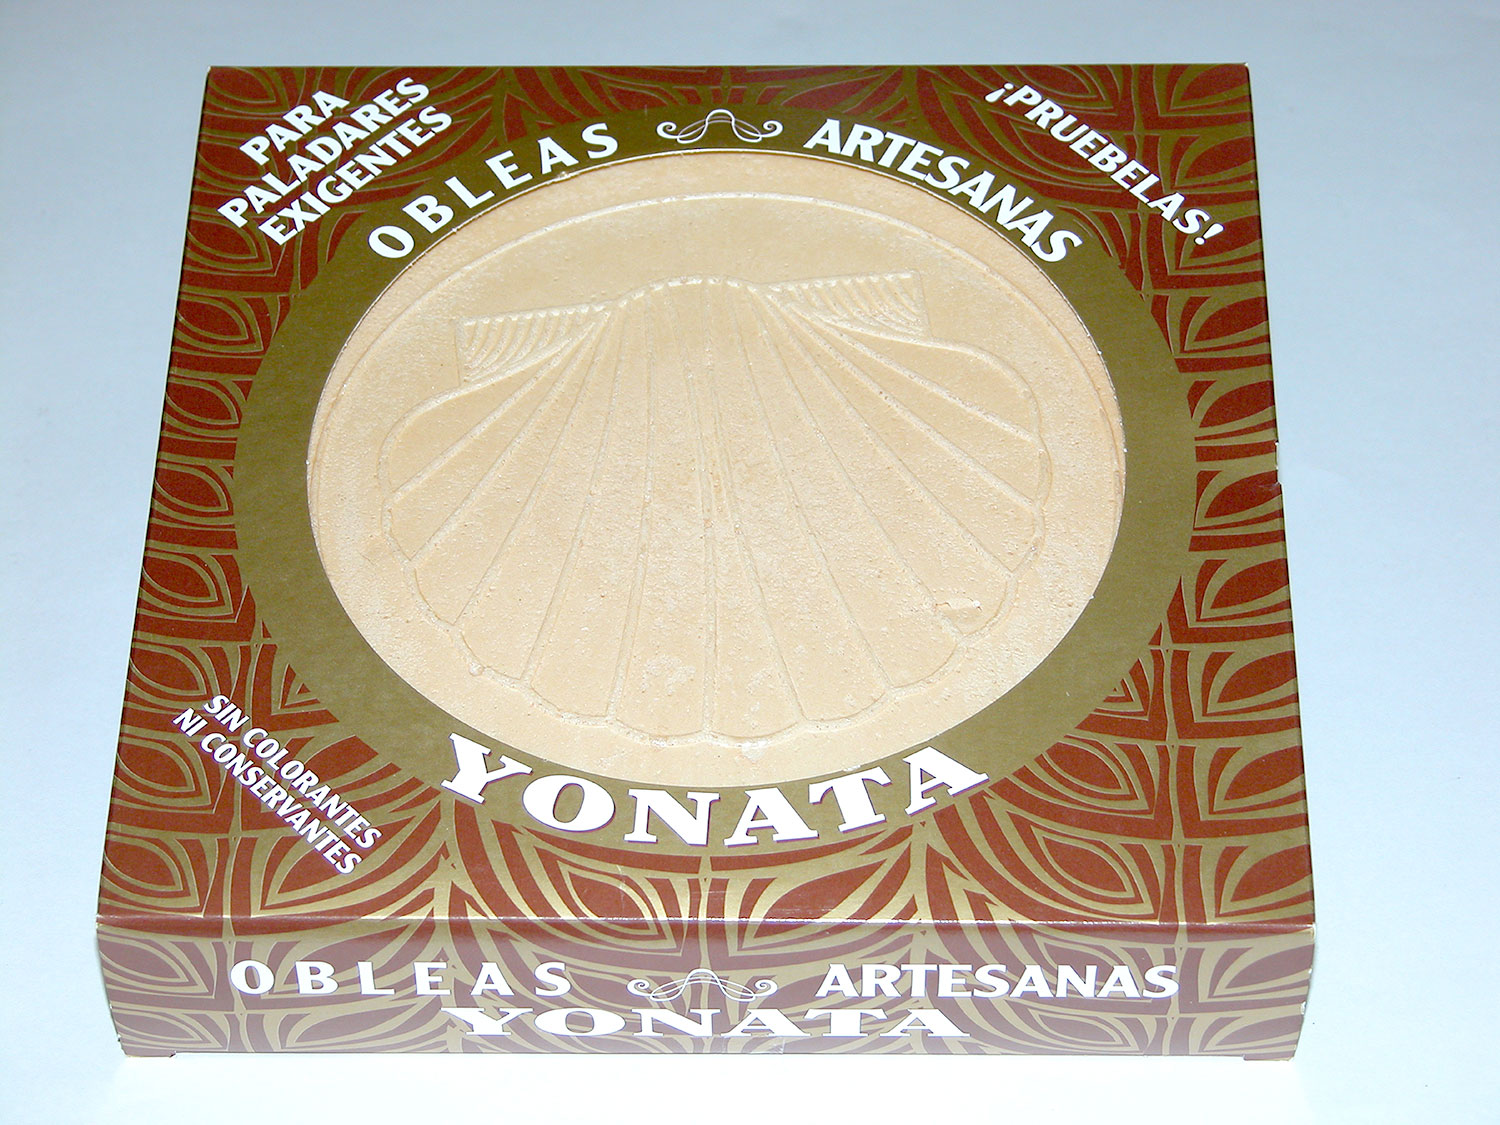 PARA
PALADARES
EXIGENTES
OBLEAS ARTESANAS
¡PRUEBELAS!
SIN COLORANTES
NI CONSERVANTES
YONATA
OBLEAS ARTESANAS
YONATA